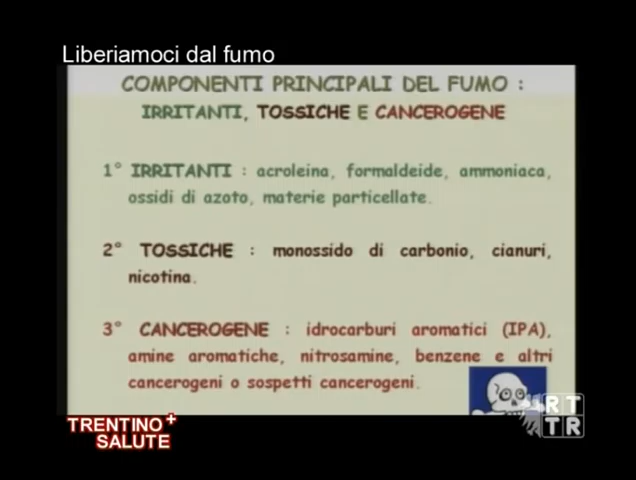 Liberiamoci dal fumo
COMPONENTI PRINCIPALI DEL FUMO :
IRRITANTI, TOSSICHE E CANCEROGENE
1° IRRITANTI : acroleina, formaldeide, ammoniaca,
ossidi di azoto, materie particellate.
2° TOSSICHE : monossido di carbonio, cianuri,
nicotina.
3° CANCEROGENE : idrocarburi aromatici (IPA),
amine aromatiche, nitrosamine, benzene e altri
cancerogeni o sospetti cancerogeni.
TRENTINO+
SALUTE
RT
TR